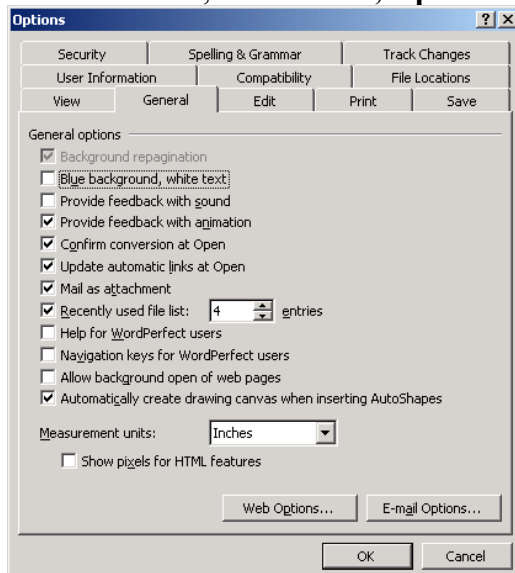 Options
Security Spelling & Grammar Track Changes
User Information Compatibility File Locations
View General Edit Print Save
General options
Background repagination
Blue background, white text
Provide feedback with sound
Provide feedback with animation
Confirm conversion at Open
Update automatic links at Open
Mail as attachment
Recently used file list: 4 entries
Help for WordPerfect users
Navigation keys for WordPerfect users
Allow background open of web pages
Automatically create drawing canvas when inserting AutoShapes
Measurement units: Inches
Show pixels for HTML features
Web Options... E-mail Options...
OK Cancel